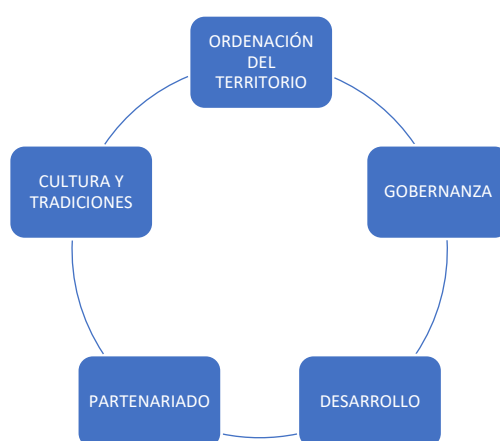 ORDENACIÓN
DEL
TERRITORIO
GOBERNANZA
DESARROLLO
PARTENARIADO
CULTURA Y
TRADICIONES